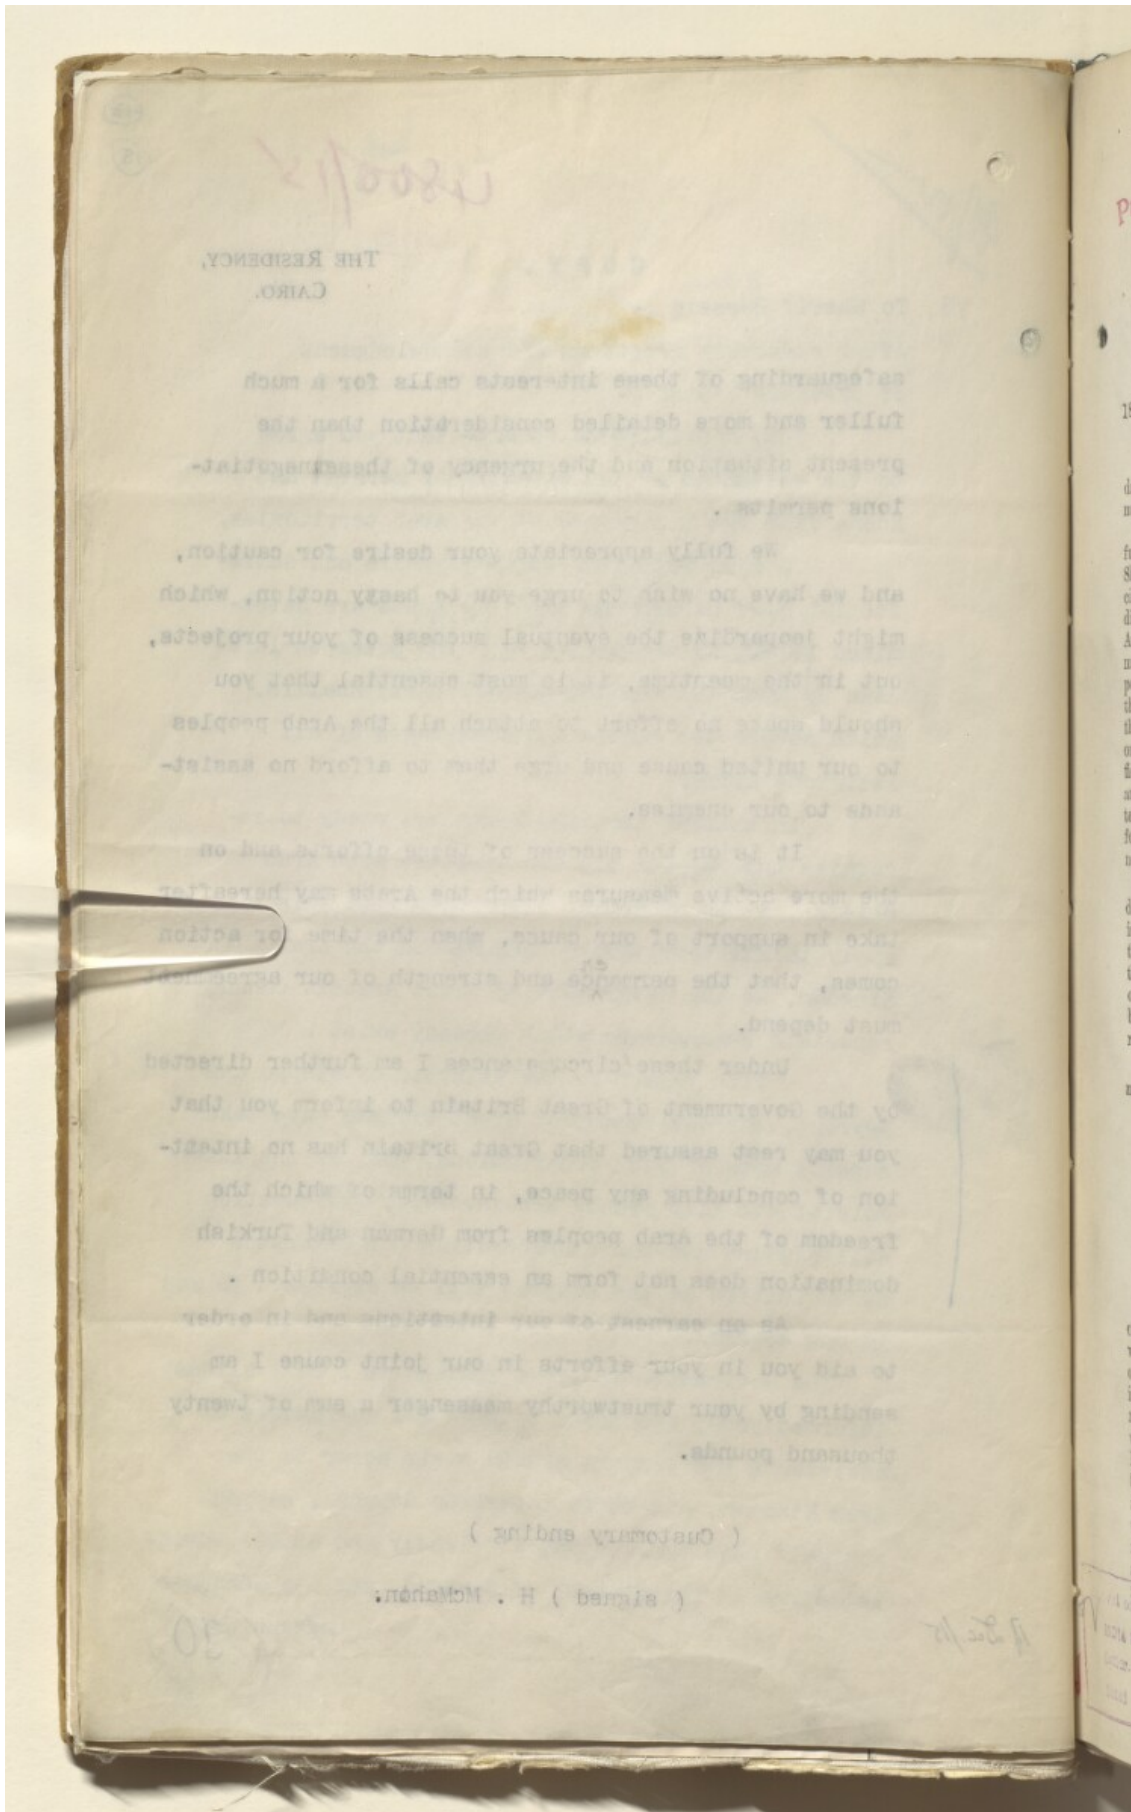 4800/15
THE RESIDENCY,
CAIRO.
safeguarding of these interests calls for a much
fuller and more detailed consideration than the
present situation and the urgency of these negotiat-
ions permits .
We fully appreciate your desire for caution,
and we have no wish to urge you to hasty action, which
might jeopardise the eventual success of your projects,
but in the meantime, it is most essential that you
should spare no effort to attach all the Arab peoples
to our united cause and urge them to afford no assist-
ance to our enemies.
It is on the success of these efforts and on
the more active measures which the Arabs may hereafter
take in support of our cause, when the time for action
comes, that the permanence and strength of our agreement
must depend.
Under these circumstances I am further directed
by the Government of Great Britain to inform you that
you may rest assured that Great Britain has no intent-
ion of concluding any peace, in terms of which the
freedom of the Arab peoples from German and Turkish
domination does not form an essential condition .
As an earnest of our intentions and in order
to aid you in your efforts in our joint cause I am
sending by your trustworthy messenger a sum of twenty
thousand pounds.
( Customary ending )
( signed ) H . McMahon.